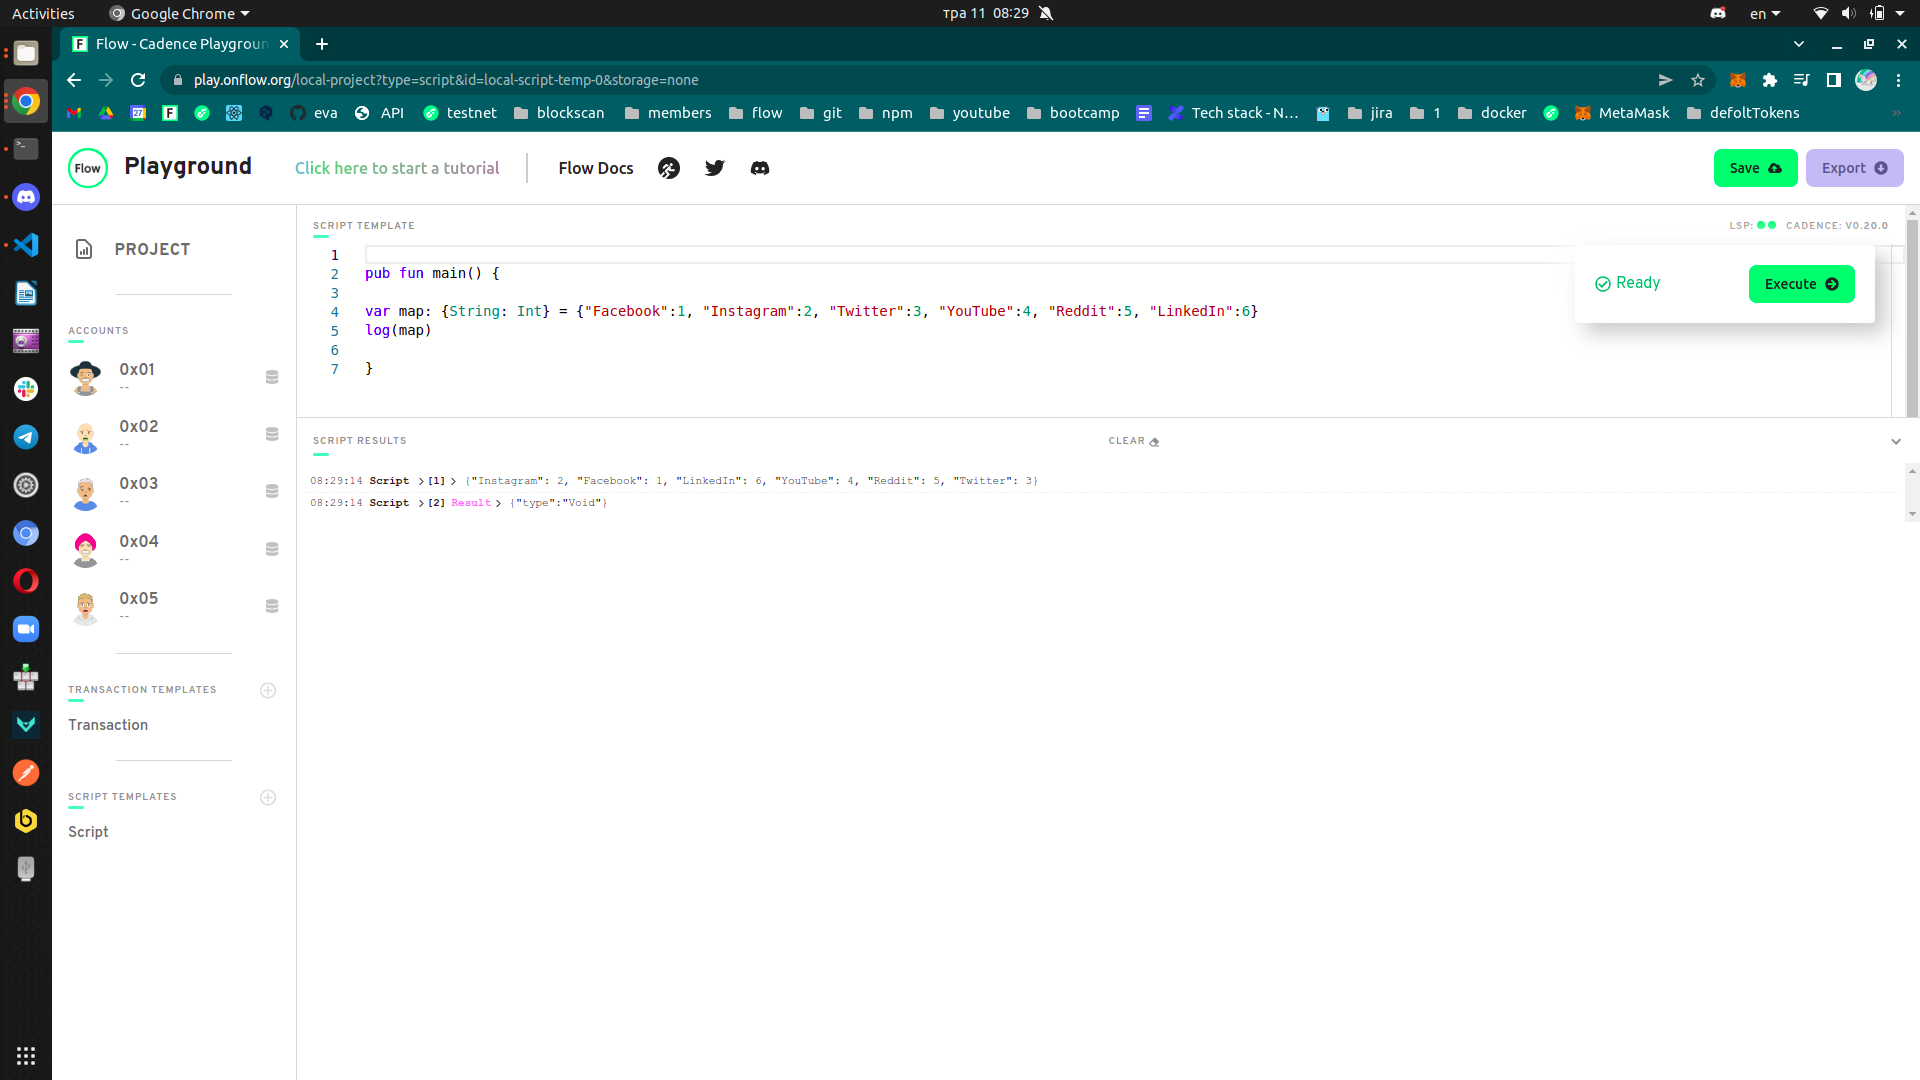 Activities
Google Chrome
тра 11 08:29
en
Flow - Cadence Playgroun
play.onflow.org/local-project?type=script&id=local-script-temp-0&storage=none
eva
API
testnet
blockscan
members
flow
git
npm
youtube
bootcamp
Tech stack - N…
jira
1
docker
MetaMask
defoltTokens
»
Flow
Playground
Click here to start a tutorial
Flow Docs
Save
Export
PROJECT
ACCOUNTS
0x01
--
0x02
--
0x03
--
0x04
--
0x05
--
TRANSACTION TEMPLATES
Transaction
SCRIPT TEMPLATES
Script
SCRIPT TEMPLATE
LSP:
CADENCE: V0.20.0
1
2 pub fun main() {
3
4 var map: {String: Int} = {"Facebook":1, "Instagram":2, "Twitter":3, "YouTube":4, "Reddit":5, "LinkedIn":6}
5 log(map)
6
7 }
Ready
Execute
SCRIPT RESULTS
CLEAR
08:29:14 Script >[1] > {"Instagram": 2, "Facebook": 1, "LinkedIn": 6, "YouTube": 4, "Reddit": 5, "Twitter": 3}
08:29:14 Script >[2] Result > {"type":"Void"}